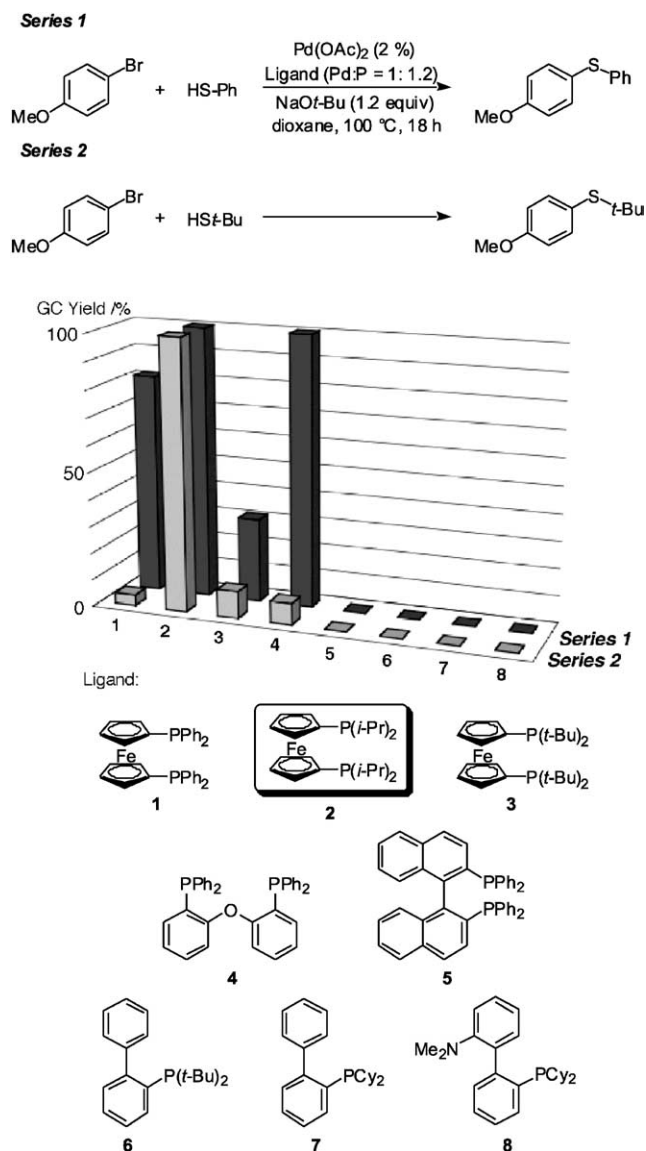 Series 1
MeO Br + HS-Ph Pd(OAc)2 (2 %) MeO S Ph
Ligand (Pd:P = 1: 1.2)
NaOt-Bu (1.2 equiv)
dioxane, 100 °C, 18 h
Series 2
MeO Br + HSt-Bu MeO S t-Bu
GC Yield /%
100
50
0
1 2 3 4 5 6 7 8
Series 1
Series 2
Ligand:
Fe PPh2 PPh2
1
Fe P(i-Pr)2 P(i-Pr)2
2
Fe P(t-Bu)2 P(t-Bu)2
3
PPh2 O PPh2
4
PPh2 PPh2
5
P(t-Bu)2
6
PCy2
7
Me2N PCy2
8